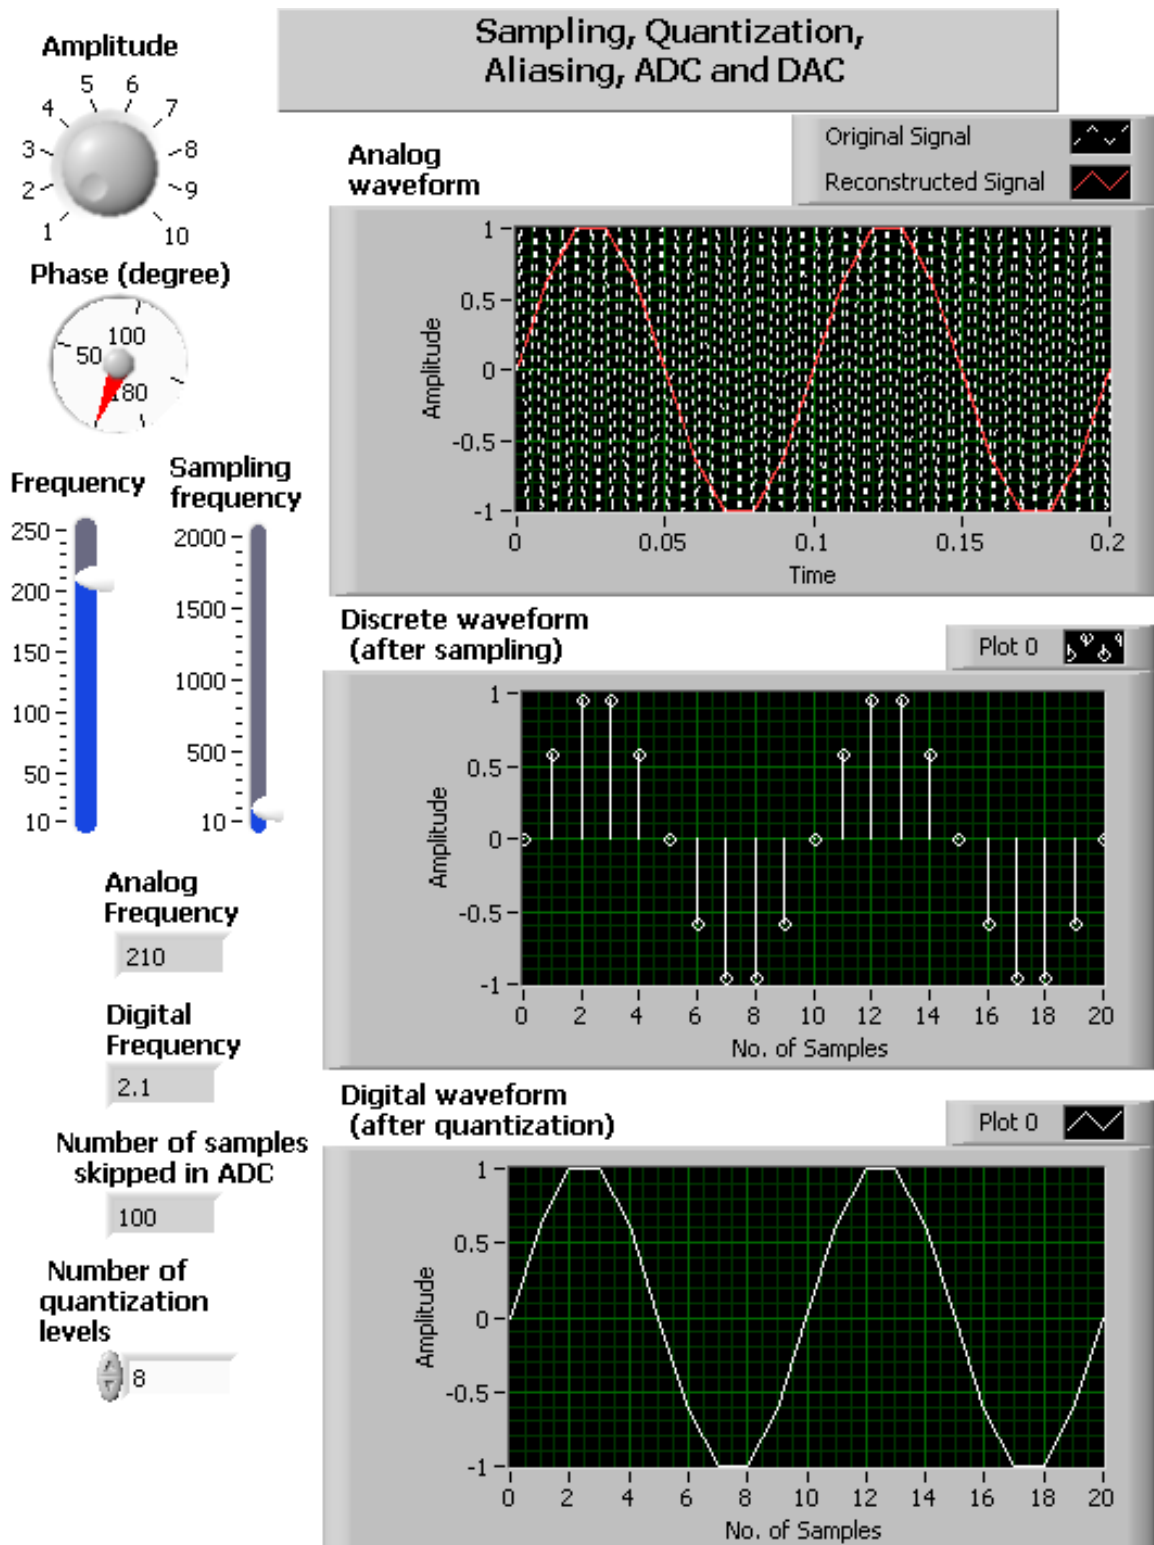 Sampling, Quantization,
Aliasing, ADC and DAC
Amplitude
1
2
3
4
5
6
7
8
9
10
Phase (degree)
50
100
180
Frequency
250
200
150
100
50
10
Sampling
frequency
2000
1500
1000
500
10
Analog
Frequency
210
Digital
Frequency
2.1
Number of samples
skipped in ADC
100
Number of
quantization
levels
8
Analog
waveform
Original Signal
Reconstructed Signal
Amplitude
1
0.5
0
-0.5
-1
0 0.05 0.1 0.15 0.2
Time
Discrete waveform
(after sampling)
Plot 0
Amplitude
1
0.5
0
-0.5
-1
0 2 4 6 8 10 12 14 16 18 20
No. of Samples
Digital waveform
(after quantization)
Plot 0
Amplitude
1
0.5
0
-0.5
-1
0 2 4 6 8 10 12 14 16 18 20
No. of Samples